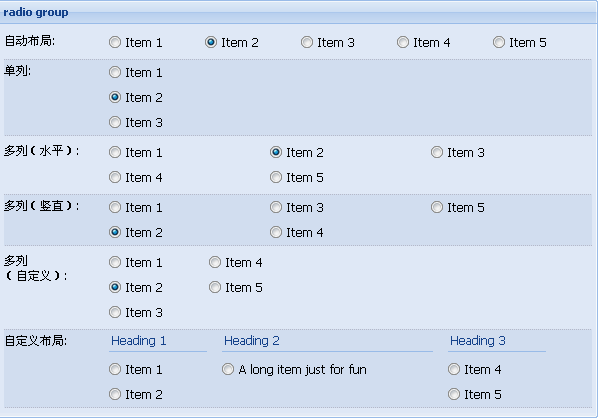 radio group
自动布局: Item 1 Item 2 Item 3 Item 4 Item 5
单列: Item 1
Item 2
Item 3
多列(水平): Item 1 Item 2 Item 3
Item 4 Item 5
多列(竖直): Item 1 Item 3 Item 5
Item 2 Item 4
多列 Item 1 Item 4
(自定义): Item 2 Item 5
Item 3
自定义布局: Heading 1 Heading 2 Heading 3
Item 1 A long item just for fun Item 4
Item 2 Item 5